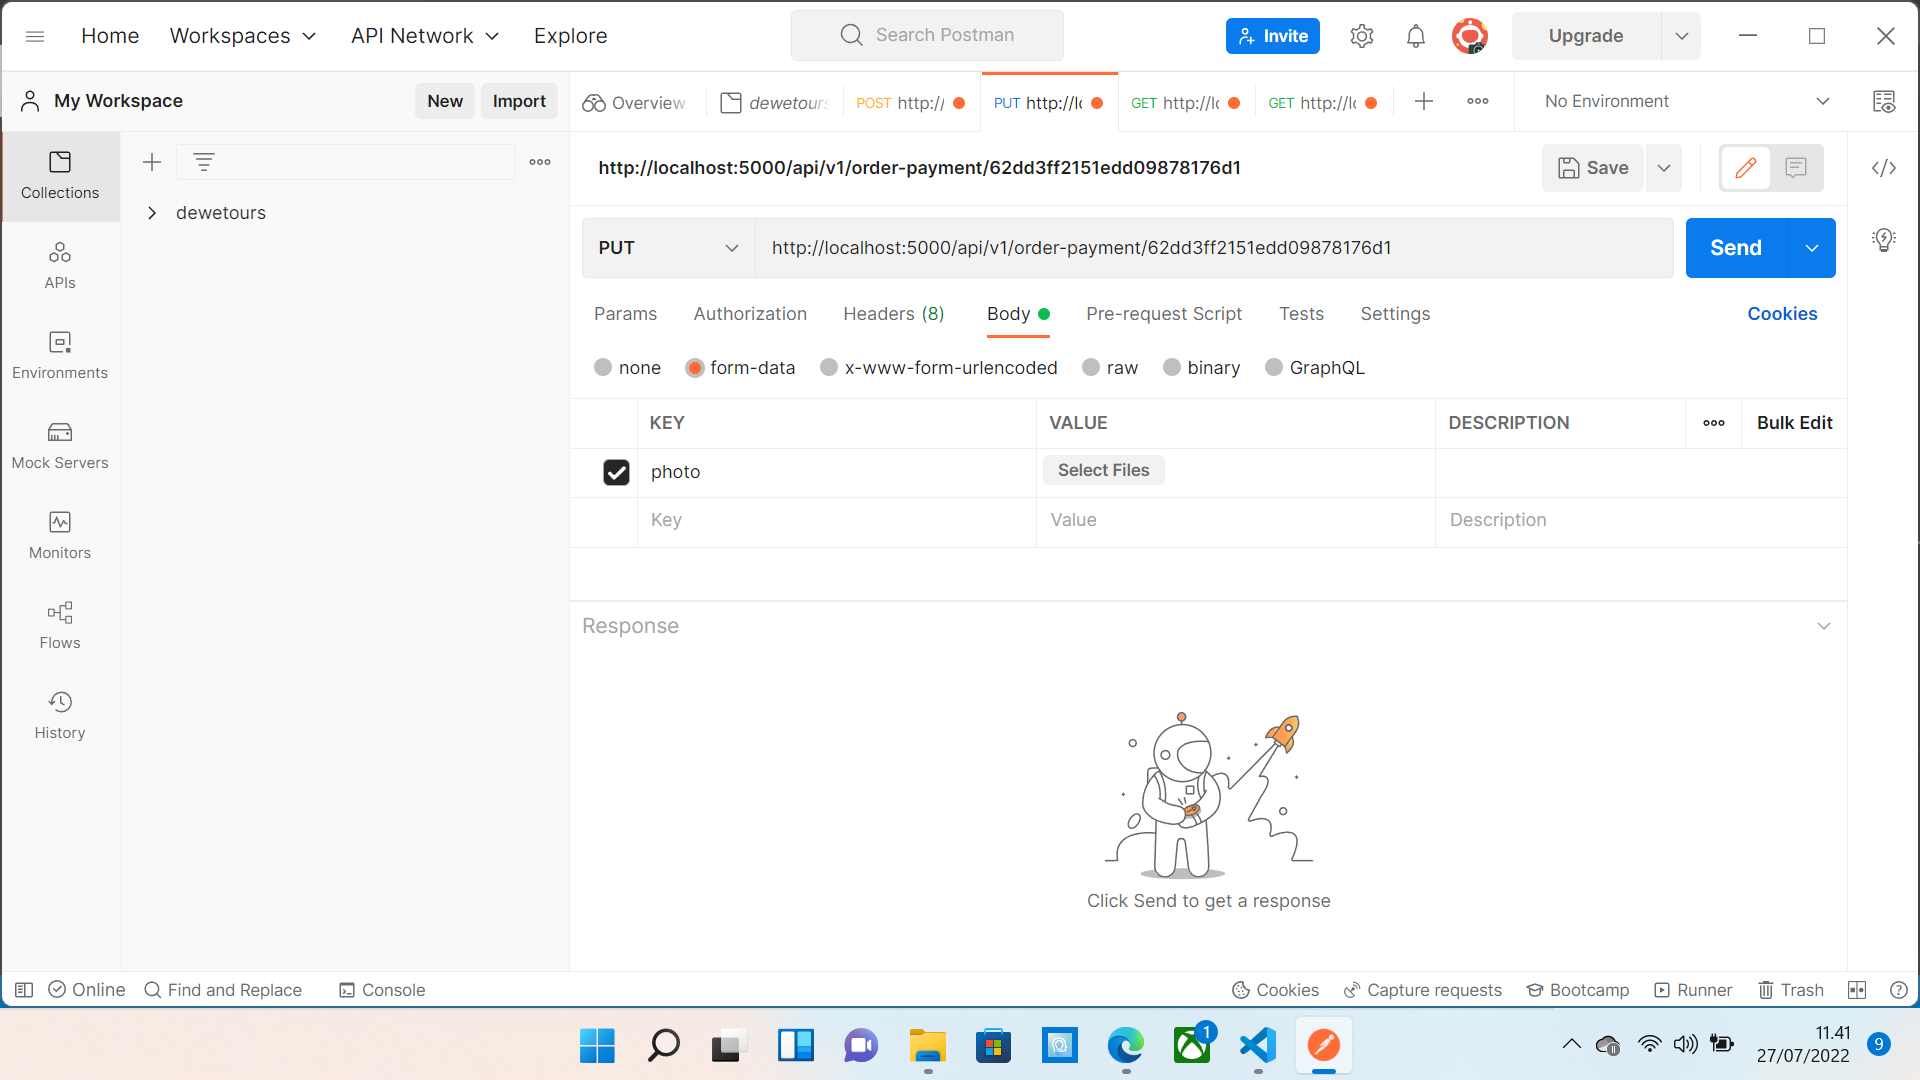 Home Workspaces API Network Explore Search Postman Invite Upgrade
My Workspace New Import Overview dewetours POST http:// PUT http://lo GET http://lo GET http://lo No Environment
Collections
APIs
Environments
Mock Servers
Monitors
Flows
History
dewetours
http://localhost:5000/api/v1/order-payment/62dd3ff2151edd09878176d1 Save
PUT http://localhost:5000/api/v1/order-payment/62dd3ff2151edd09878176d1 Send
Params Authorization Headers (8) Body Pre-request Script Tests Settings Cookies
none form-data x-www-form-urlencoded raw binary GraphQL
KEY VALUE DESCRIPTION Bulk Edit
photo Select Files
Key Value Description
Response
Click Send to get a response
Online Find and Replace Console Cookies Capture requests Bootcamp Runner Trash
1
11.41
27/07/2022 9